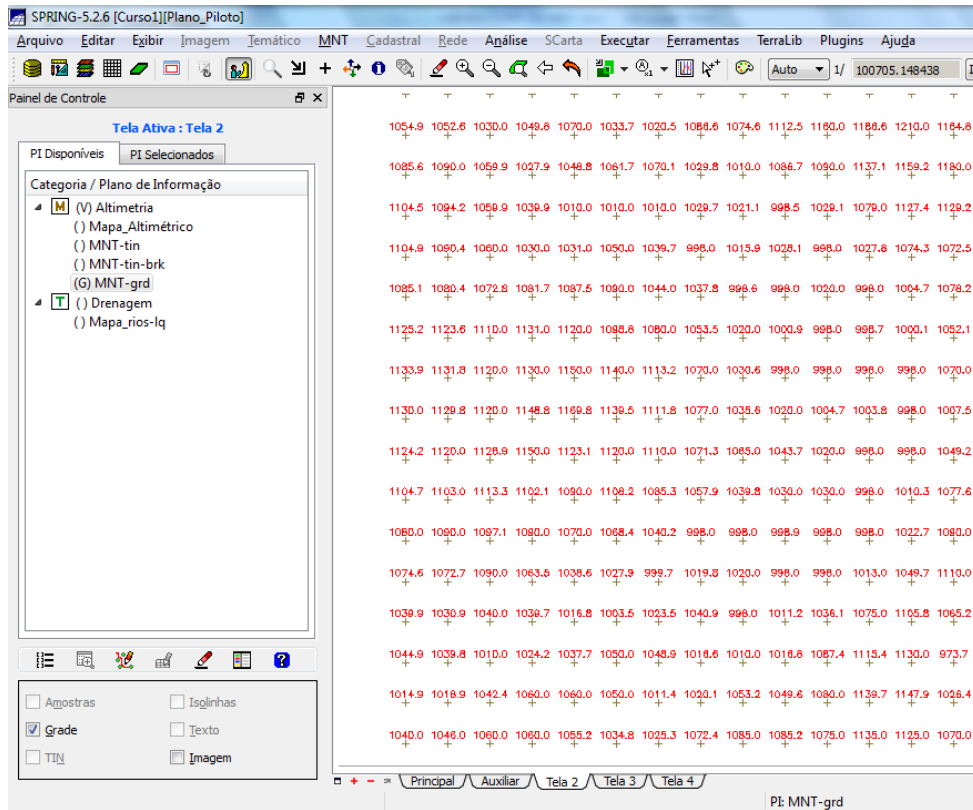 SPRING-5.2.6 [Curso1][Plano_Piloto]
Arquivo Editar Exibir Imagem Temático MNT Cadastral Rede Análise SCarta Executar Ferramentas TerraLib Plugins Ajuda
Auto 1/ 100705.148438
Painel de Controle
Tela Ativa : Tela 2
PI Disponíveis PI Selecionados
Categoria / Plano de Informação
M (V) Altimetria
( ) Mapa_Altimétrico
( ) MNT-tin
( ) MNT-tin-brk
(G) MNT-grd
T ( ) Drenagem
( ) Mapa_rios-lq
Amostras Isolinhas
Grade Texto
TIN Imagem
1054.9 1052.6 1030.0 1049.8 1070.0 1033.7 1020.5 1086.6 1074.6 1112.5 1160.0 1186.6 1210.0 1164.8
1085.6 1090.0 1059.9 1027.9 1048.8 1061.7 1070.1 1029.8 1010.0 1086.7 1090.0 1137.1 1159.2 1180.0
1104.5 1094.2 1059.9 1039.9 1010.0 1010.0 1010.0 1029.7 1021.1 998.5 1029.1 1079.0 1127.4 1129.2
1104.9 1090.4 1060.0 1030.0 1031.0 1050.0 1039.7 998.0 1015.9 1028.1 998.0 1027.6 1074.3 1072.5
1085.1 1080.4 1072.8 1081.7 1087.5 1090.0 1044.0 1037.8 998.6 998.0 1020.0 998.0 1004.7 1078.2
1125.2 1123.6 1110.0 1131.0 1120.0 1098.6 1080.0 1053.5 1020.0 1000.9 998.0 998.7 1000.1 1052.1
1133.9 1131.8 1120.0 1130.0 1150.0 1140.0 1113.2 1070.0 1030.6 998.0 998.0 998.0 998.0 1070.0
1130.0 1129.8 1120.0 1148.8 1169.8 1139.5 1111.8 1077.0 1035.6 1020.0 1004.7 1003.8 998.0 1007.5
1124.2 1120.0 1128.9 1150.0 1123.1 1120.0 1110.0 1071.3 1065.0 1043.7 1020.0 998.0 998.0 1049.2
1104.7 1103.0 1113.3 1102.1 1090.0 1108.2 1085.3 1057.9 1039.8 1030.0 1030.0 998.0 1010.3 1077.6
1080.0 1090.0 1097.1 1080.0 1070.0 1068.4 1040.2 998.0 998.0 998.9 998.0 998.0 1022.7 1090.0
1074.6 1072.7 1090.0 1063.5 1038.6 1027.9 999.7 1019.8 1020.0 998.0 998.0 1013.0 1049.7 1110.0
1039.9 1030.9 1040.0 1039.7 1016.8 1003.5 1023.5 1040.9 998.0 1011.2 1036.1 1075.0 1105.8 1065.2
1044.9 1039.8 1010.0 1024.2 1037.7 1050.0 1048.9 1016.6 1010.0 1016.8 1087.4 1115.4 1130.0 973.7
1014.9 1018.9 1042.4 1060.0 1060.0 1050.0 1011.4 1020.1 1053.2 1049.6 1080.0 1139.7 1147.9 1026.4
1040.0 1046.0 1060.0 1060.0 1055.2 1034.8 1025.3 1072.4 1085.0 1085.2 1075.0 1135.0 1125.0 1070.0
Principal Auxiliar Tela 2 Tela 3 Tela 4
PI: MNT-grd